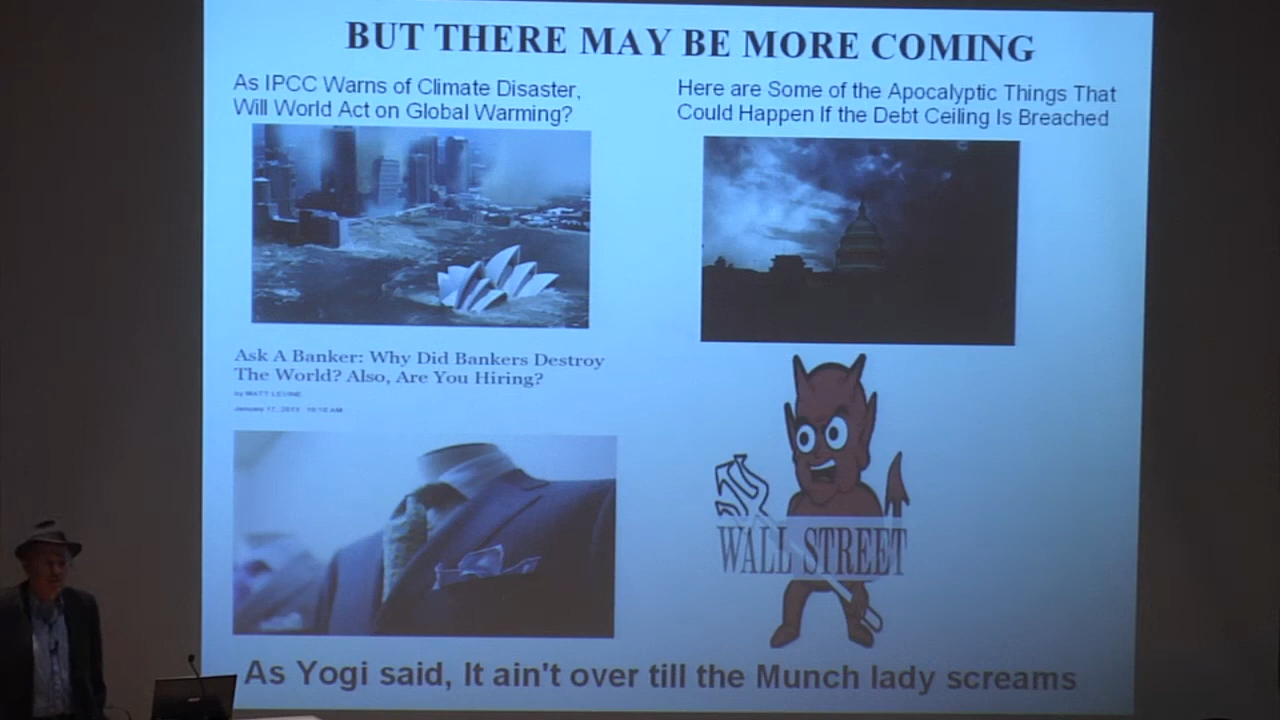 BUT THERE MAY BE MORE COMING
As IPCC Warns of Climate Disaster,
Will World Act on Global Warming?
Here are Some of the Apocalyptic Things That
Could Happen If the Debt Ceiling Is Breached
Ask A Banker: Why Did Bankers Destroy
The World? Also, Are You Hiring?
by MATT LEVINE
WALL STREET
As Yogi said, It ain't over till the Munch lady screams